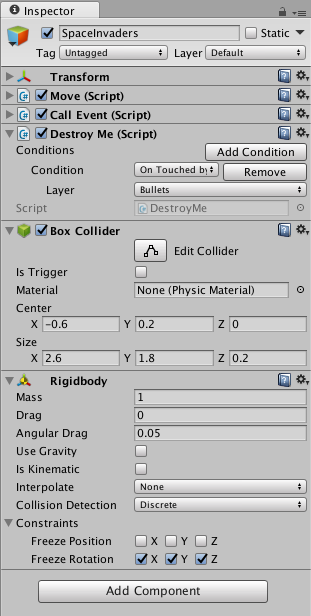 Inspector
SpaceInvaders Static
Tag Untagged Layer Default
Transform
Move (Script)
Call Event (Script)
Destroy Me (Script)
Conditions Add Condition
Condition On Touched by Remove
Layer Bullets
Script DestroyMe
Box Collider
Edit Collider
Is Trigger
Material None (Physic Material)
Center
X -0.6 Y 0.2 Z 0
Size
X 2.6 Y 1.8 Z 0.2
Rigidbody
Mass 1
Drag 0
Angular Drag 0.05
Use Gravity
Is Kinematic
Interpolate None
Collision Detection Discrete
Constraints
Freeze Position X Y Z
Freeze Rotation X Y Z
Add Component